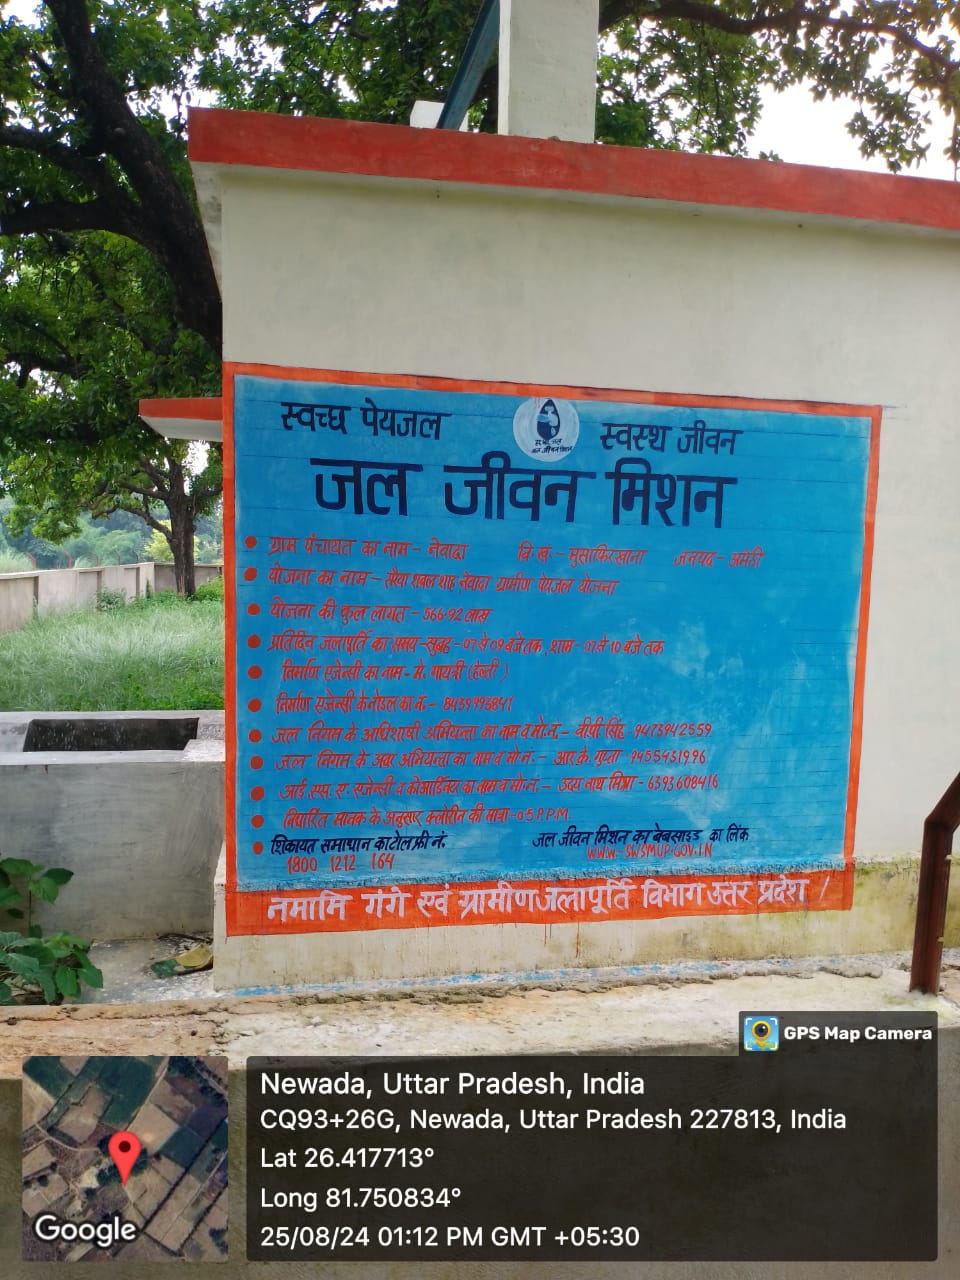 स्वच्छ पेयजल स्वस्थ जीवन
जल जीवन मिशन
ग्राम पंचायत का नाम - नेवादा वि.खं.- मुसाफिरखाना जनपद - अमेठी
योजना का नाम - सरैया सबल शाह नेवादा ग्रामीण पेयजल योजना
योजना की कुल लागत - 566.92 लाख
प्रतिदिन जलापूर्ति का समय - सुबह - 07 से 09 बजे तक, शाम - 07 से 10 बजे तक
निर्माण एजेन्सी का नाम - मे. गायत्री
निर्माण एजेन्सी के नोडल का नं.- 8439993841
जल निगम के अधिशाषी अभियन्ता का नाम व मो.न.- वीपी सिंह - 9473942559
जल निगम के अवर अभियन्ता का नाम व मो.नं.- आर.के. गुप्ता 9455431996
आई.एस.ए. एजेन्सी व कोआर्डिनेटर का नाम व मो.नं.- उदय नाथ मिश्रा - 6393608416
निर्धारित मानक के अनुसार क्लोरीन की मात्रा - 0.5 P.P.M.
शिकायत समाधान का टोल फ्री नं. जल जीवन मिशन का बेबसाइड का लिंक
1800 1212 164 WWW.SWSMUP.GOV.IN
नमामि गंगे एवं ग्रामीण जलापूर्ति विभाग उत्तर प्रदेश /
GPS Map Camera
Newada, Uttar Pradesh, India
CQ93+26G, Newada, Uttar Pradesh 227813, India
Lat 26.417713°
Long 81.750834°
25/08/24 01:12 PM GMT +05:30
Google